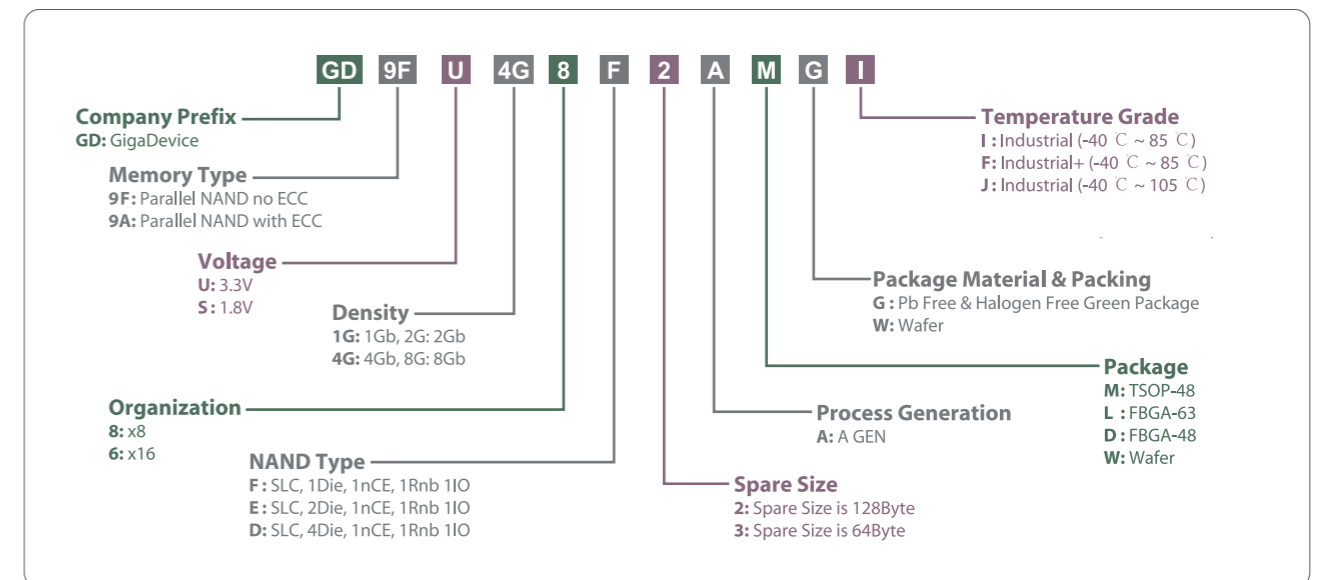 GD 9F U 4G 8 F 2 A M G I
Company Prefix
GD: GigaDevice
Memory Type
9F: Parallel NAND no ECC
9A: Parallel NAND with ECC
Voltage
U: 3.3V
S : 1.8V
Density
1G: 1Gb, 2G: 2Gb
4G: 4Gb, 8G: 8Gb
Organization
8: x8
6: x16
NAND Type
F : SLC, 1Die, 1nCE, 1Rnb 1IO
E : SLC, 2Die, 1nCE, 1Rnb 1IO
D: SLC, 4Die, 1nCE, 1Rnb 1IO
Temperature Grade
I : Industrial (-40 ℃ ~ 85 ℃)
F: Industrial+ (-40 ℃ ~ 85 ℃)
J: Industrial (-40 ℃ ~ 105 ℃)
Package Material & Packing
G : Pb Free & Halogen Free Green Package
W: Wafer
Package
M: TSOP-48
L : FBGA-63
D : FBGA-48
W: Wafer
Process Generation
A: A GEN
Spare Size
2: Spare Size is 128Byte
3: Spare Size is 64Byte